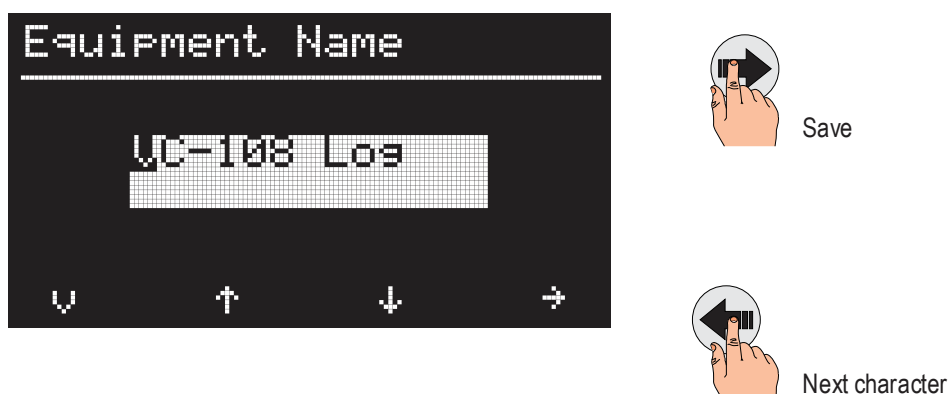 Equipment Name
VC-108 Log
V ↑ ↓ →
Save
Next character